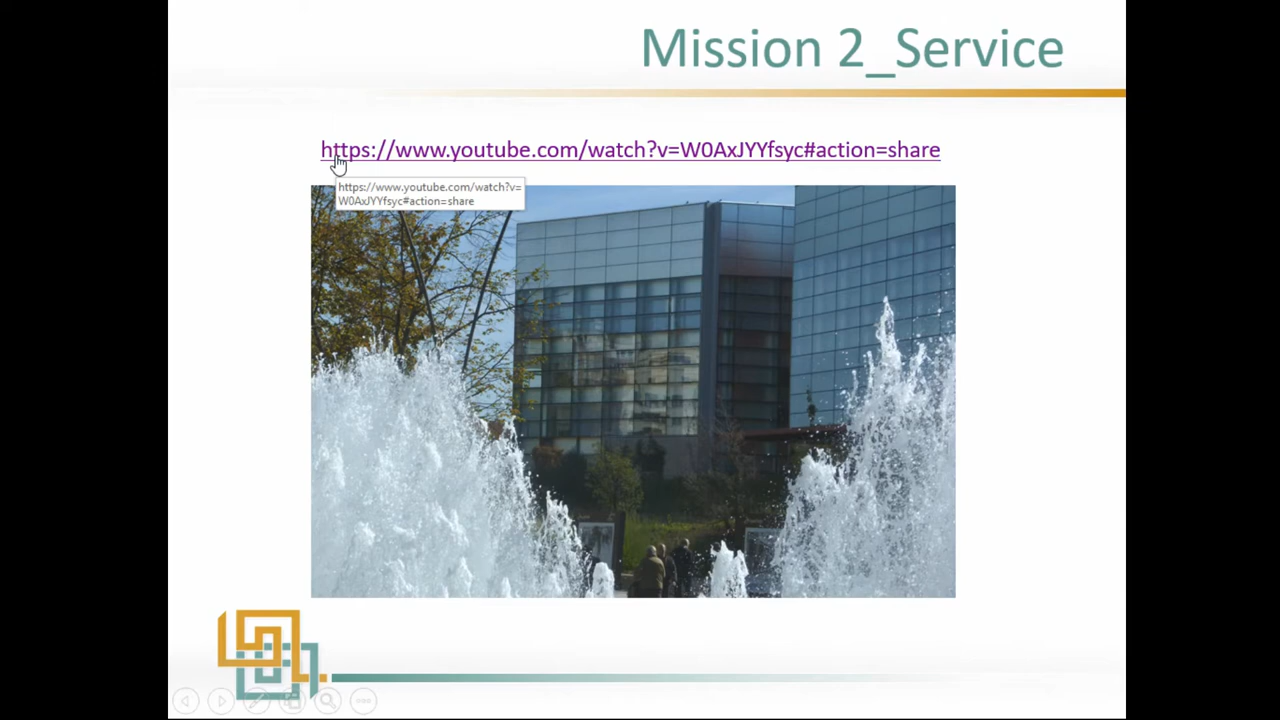 Mission 2_Service
https://www.youtube.com/watch?v=W0AxJYYfsyc#action=share
https://www.youtube.com/watch?v=
W0AxJYYfsyc#action=share